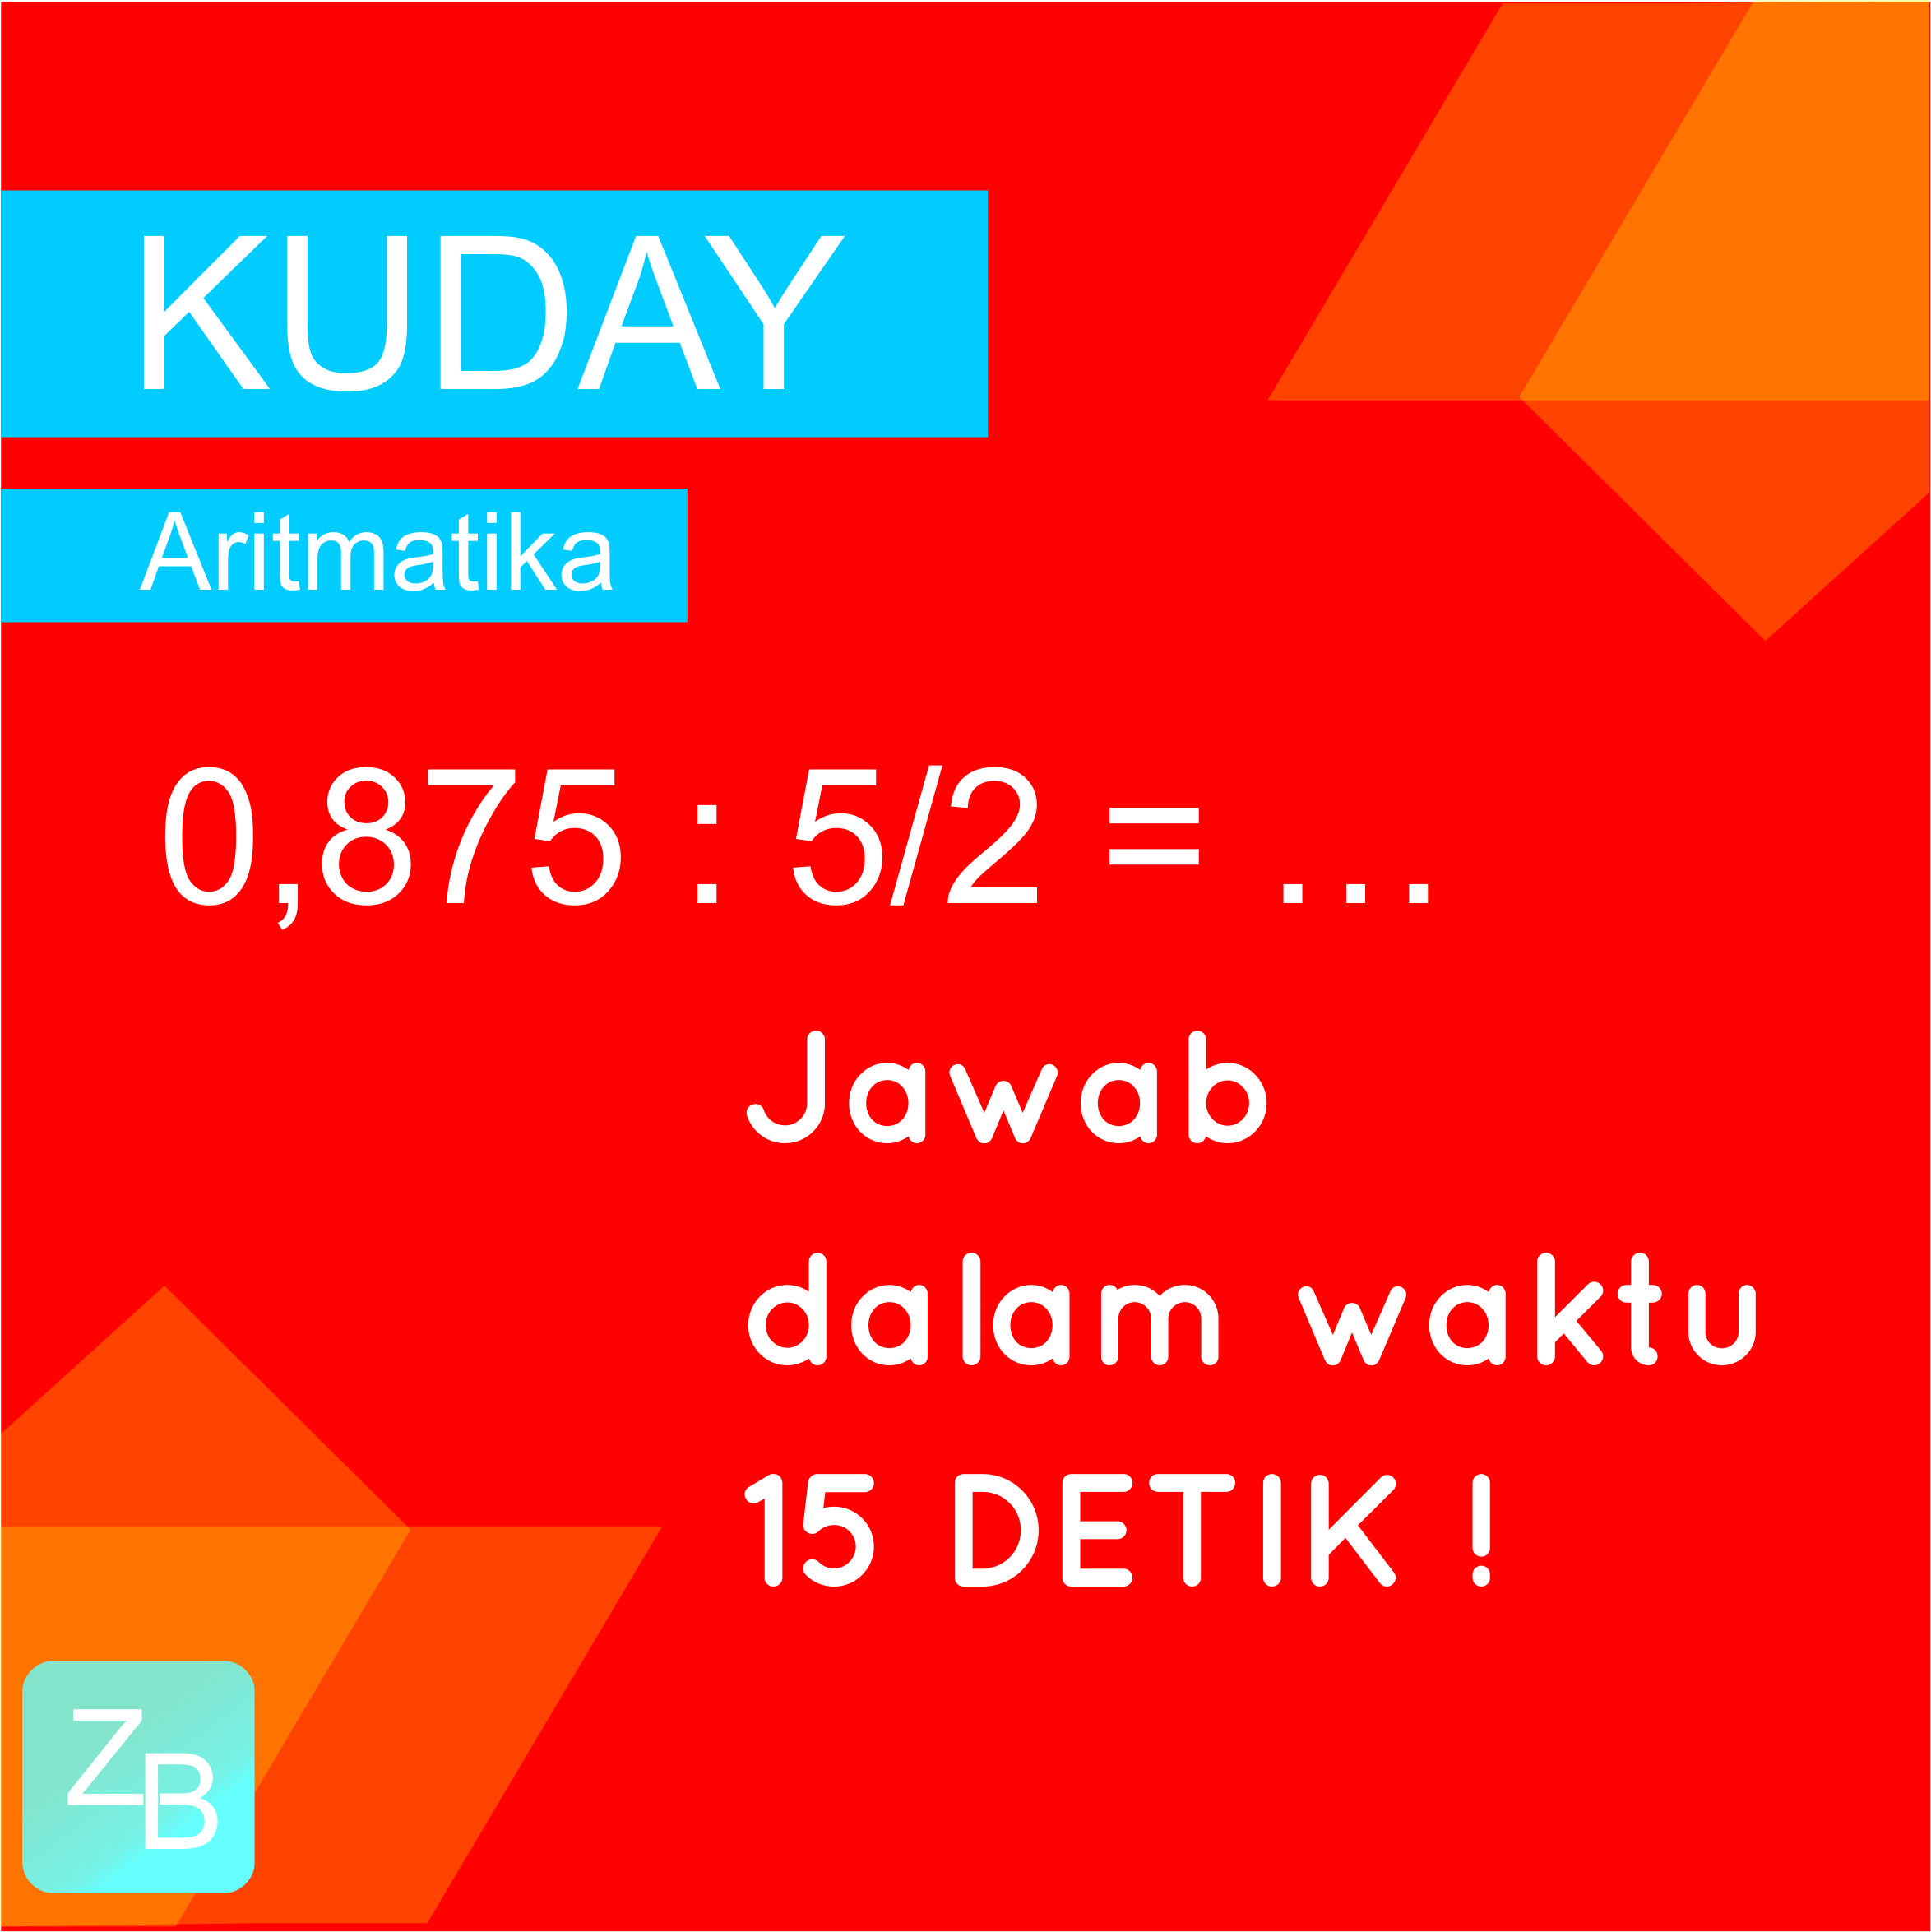 KUDAY
Aritmatika
0,875 : 5/2 = ...
Jawab
dalam waktu
15 DETIK !
ZB